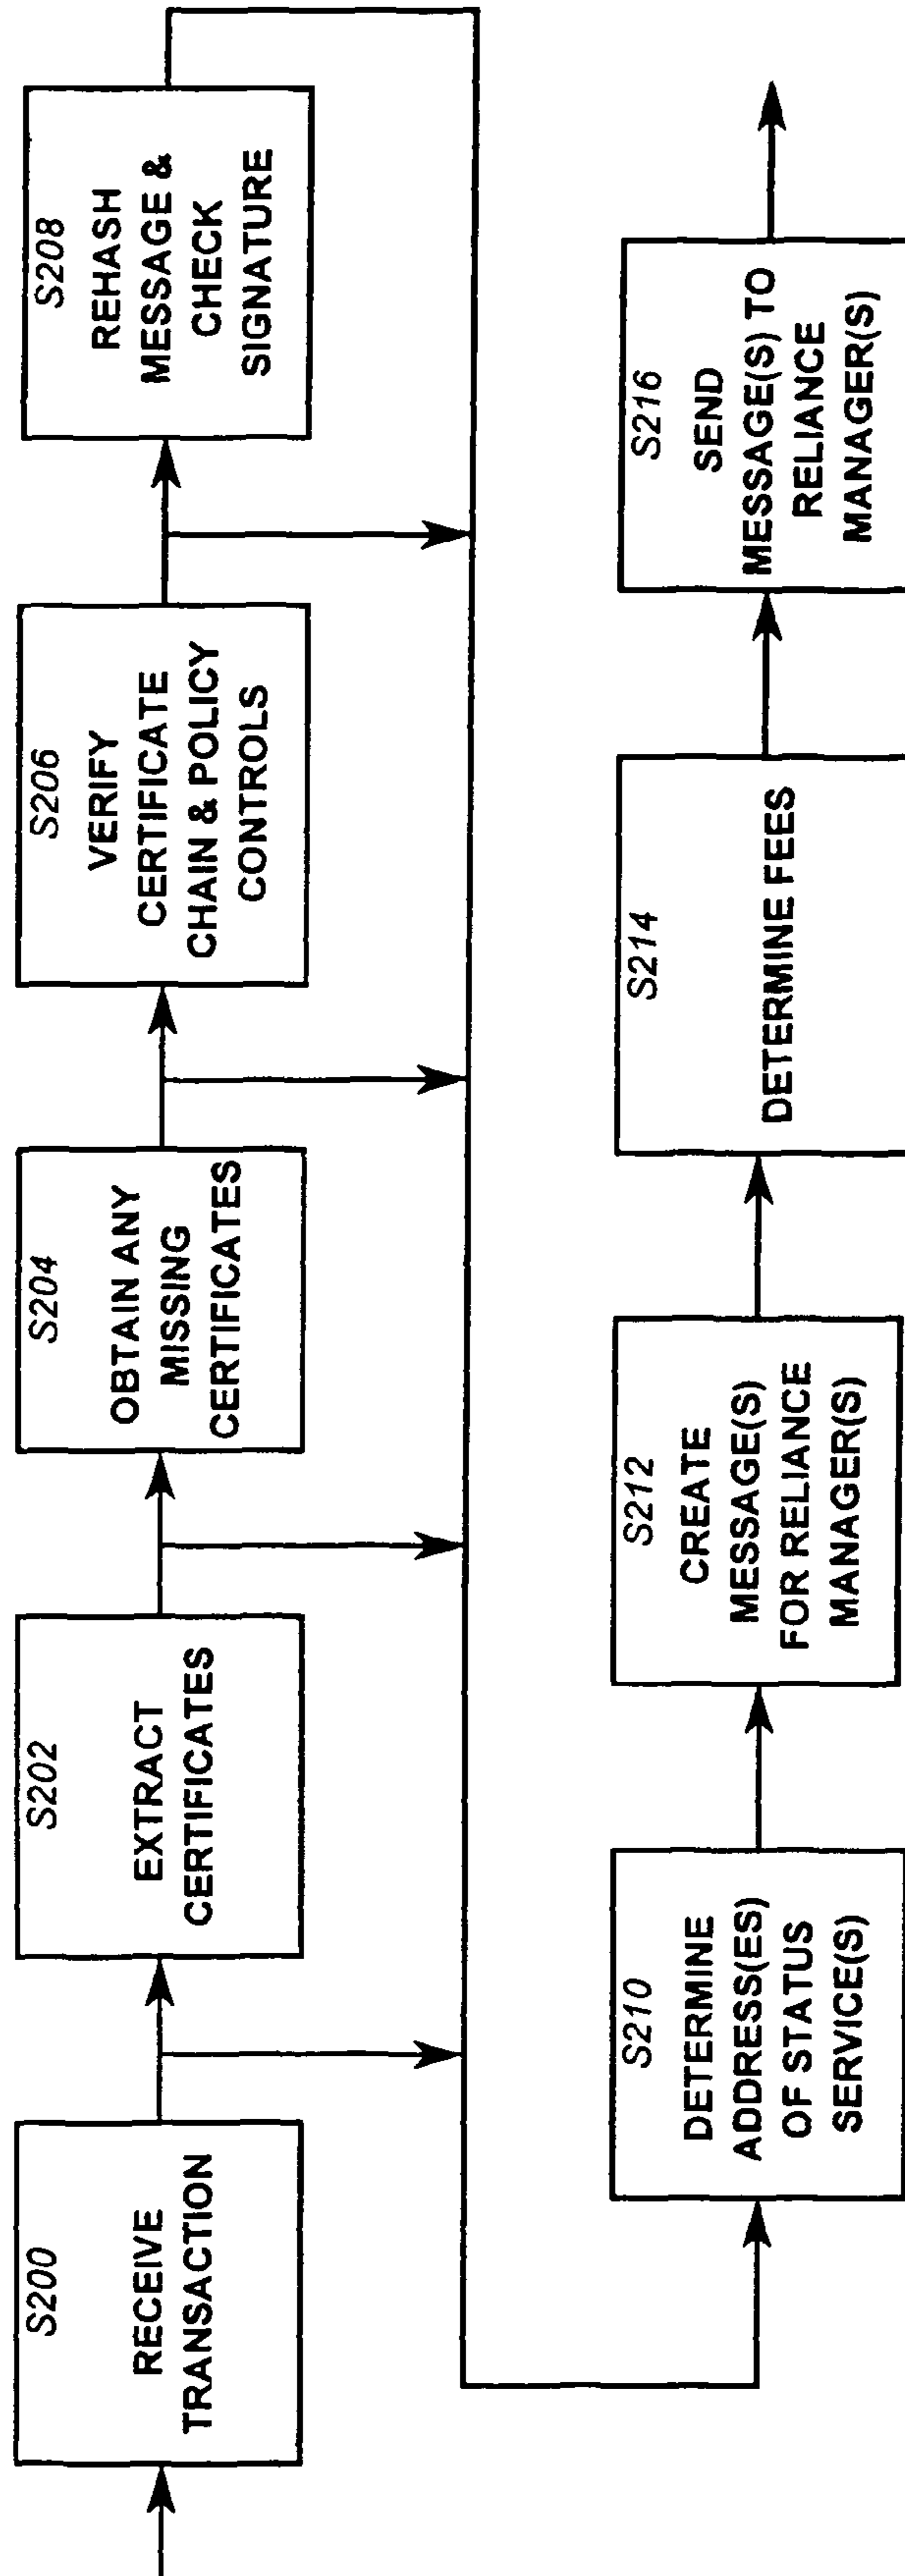 S200
RECEIVE
TRANSACTION
S202
EXTRACT
CERTIFICATES
S204
OBTAIN ANY
MISSING
CERTIFICATES
S206
VERIFY
CERTIFICATE
CHAIN & POLICY
CONTROLS
S208
REHASH
MESSAGE &
CHECK
SIGNATURE
S210
DETERMINE
ADDRESS(ES)
OF STATUS
SERVICE(S)
S212
CREATE
MESSAGE(S)
FOR RELIANCE
MANAGER(S)
S214
DETERMINE FEES
S216
SEND
MESSAGE(S) TO
RELIANCE
MANAGER(S)